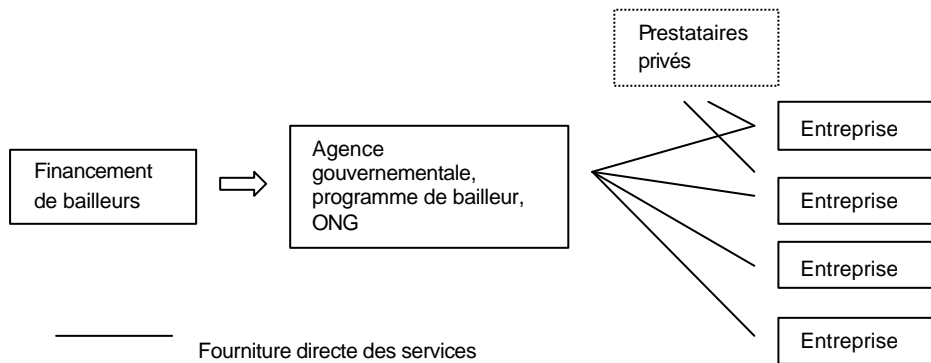 Prestataires
privés
Entreprise
Agence
gouvernementale,
programme de bailleur,
ONG
Financement
de bailleurs
Entreprise
Entreprise
Entreprise
Fourniture directe des services